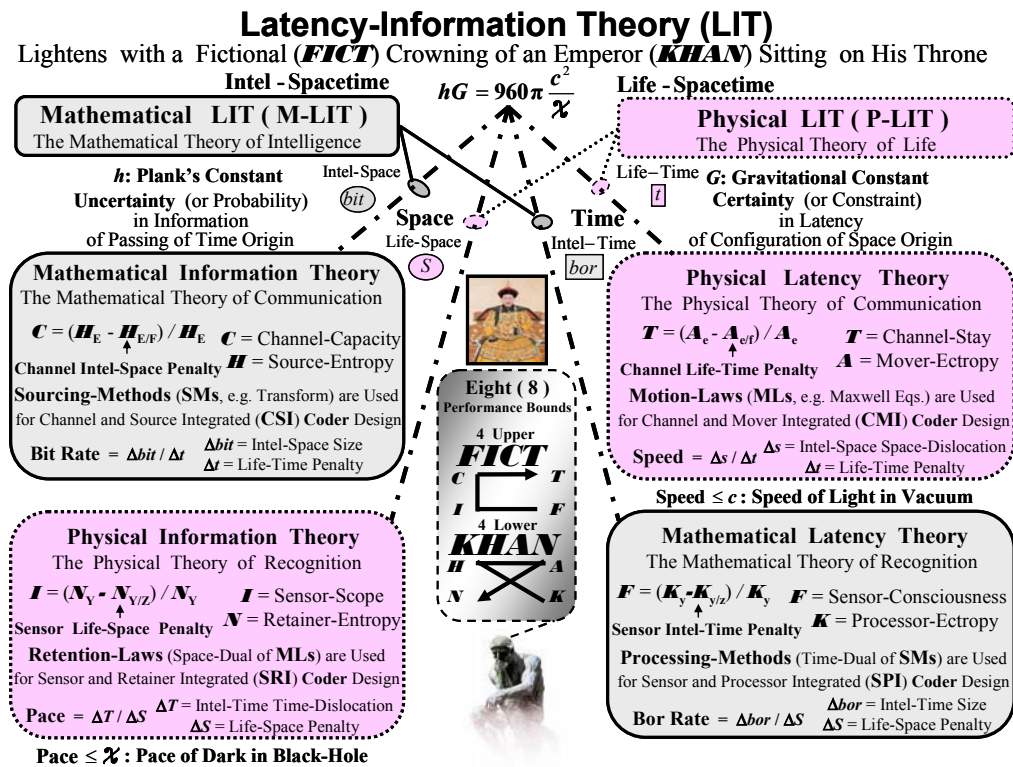 Latency-Information Theory (LIT)
Lightens with a Fictional (FICT) Crowning of an Emperor (KHAN) Sitting on His Throne
Intel - Spacetime
hG = 960π c² / 𝒳
Life - Spacetime
Mathematical LIT ( M-LIT )
The Mathematical Theory of Intelligence
Physical LIT ( P-LIT )
The Physical Theory of Life
h: Plank's Constant
Uncertainty (or Probability)
in Information
of Passing of Time Origin
Intel-Space
bit
Space
Life-Space
S
Time
Intel–Time
bor
Life–Time
t
G: Gravitational Constant
Certainty (or Constraint)
in Latency
of Configuration of Space Origin
Mathematical Information Theory
The Mathematical Theory of Communication
C = (H_E - H_E/F) / H_E
C = Channel-Capacity
Channel Intel-Space Penalty
H = Source-Entropy
Sourcing-Methods (SMs, e.g. Transform) are Used
for Channel and Source Integrated (CSI) Coder Design
Bit Rate = Δbit / Δt
Δbit = Intel-Space Size
Δt = Life-Time Penalty
Physical Latency Theory
The Physical Theory of Communication
T = (A_e - A_e/f) / A_e
T = Channel-Stay
Channel Life-Time Penalty
A = Mover-Ectropy
Motion-Laws (MLs, e.g. Maxwell Eqs.) are Used
for Channel and Mover Integrated (CMI) Coder Design
Speed = Δs / Δt
Δs = Intel-Space Space-Dislocation
Δt = Life-Time Penalty
Speed ≤ c : Speed of Light in Vacuum
Eight ( 8 )
Performance Bounds
4 Upper
FICT
C T
I F
4 Lower
KHAN
H A
N K
Physical Information Theory
The Physical Theory of Recognition
I = (N_Y - N_Y/Z) / N_Y
I = Sensor-Scope
Sensor Life-Space Penalty
N = Retainer-Entropy
Retention-Laws (Space-Dual of MLs) are Used
for Sensor and Retainer Integrated (SRI) Coder Design
Pace = ΔT / ΔS
ΔT = Intel-Time Time-Dislocation
ΔS = Life-Space Penalty
Pace ≤ 𝒳 : Pace of Dark in Black-Hole
Mathematical Latency Theory
The Mathematical Theory of Recognition
F = (K_y - K_y/z) / K_y
F = Sensor-Consciousness
Sensor Intel-Time Penalty
K = Processor-Ectropy
Processing-Methods (Time-Dual of SMs) are Used
for Sensor and Processor Integrated (SPI) Coder Design
Bor Rate = Δbor / ΔS
Δbor = Intel-Time Size
ΔS = Life-Space Penalty